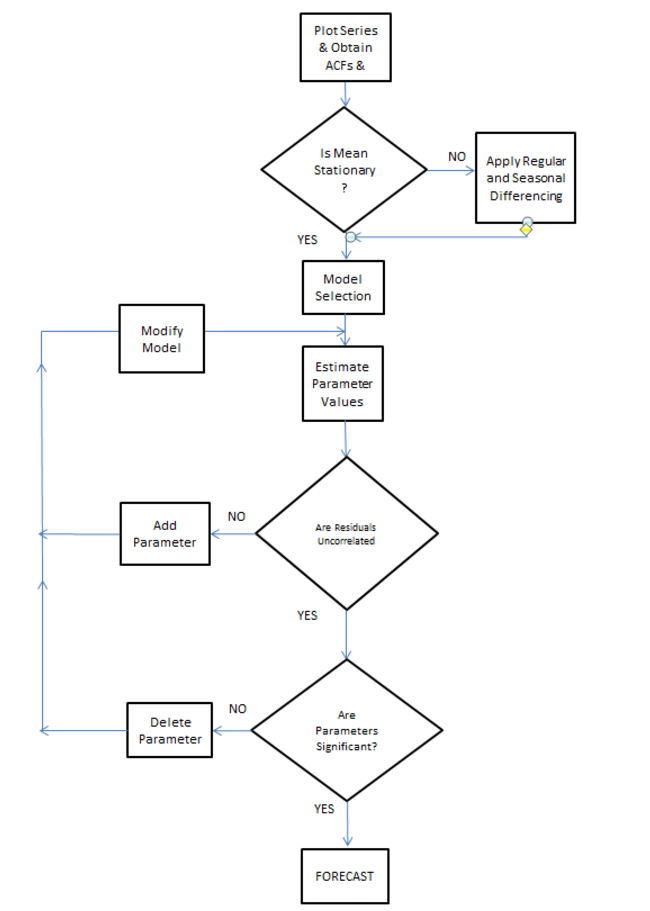 Plot Series
& Obtain
ACFs &
Is Mean
Stationary
?
NO
Apply Regular
and Seasonal
Differencing
YES
Model
Selection
Modify
Model
Estimate
Parameter
Values
Are Residuals
Uncorrelated
NO
Add
Parameter
YES
Are
Parameters
Significant?
NO
Delete
Parameter
YES
FORECAST